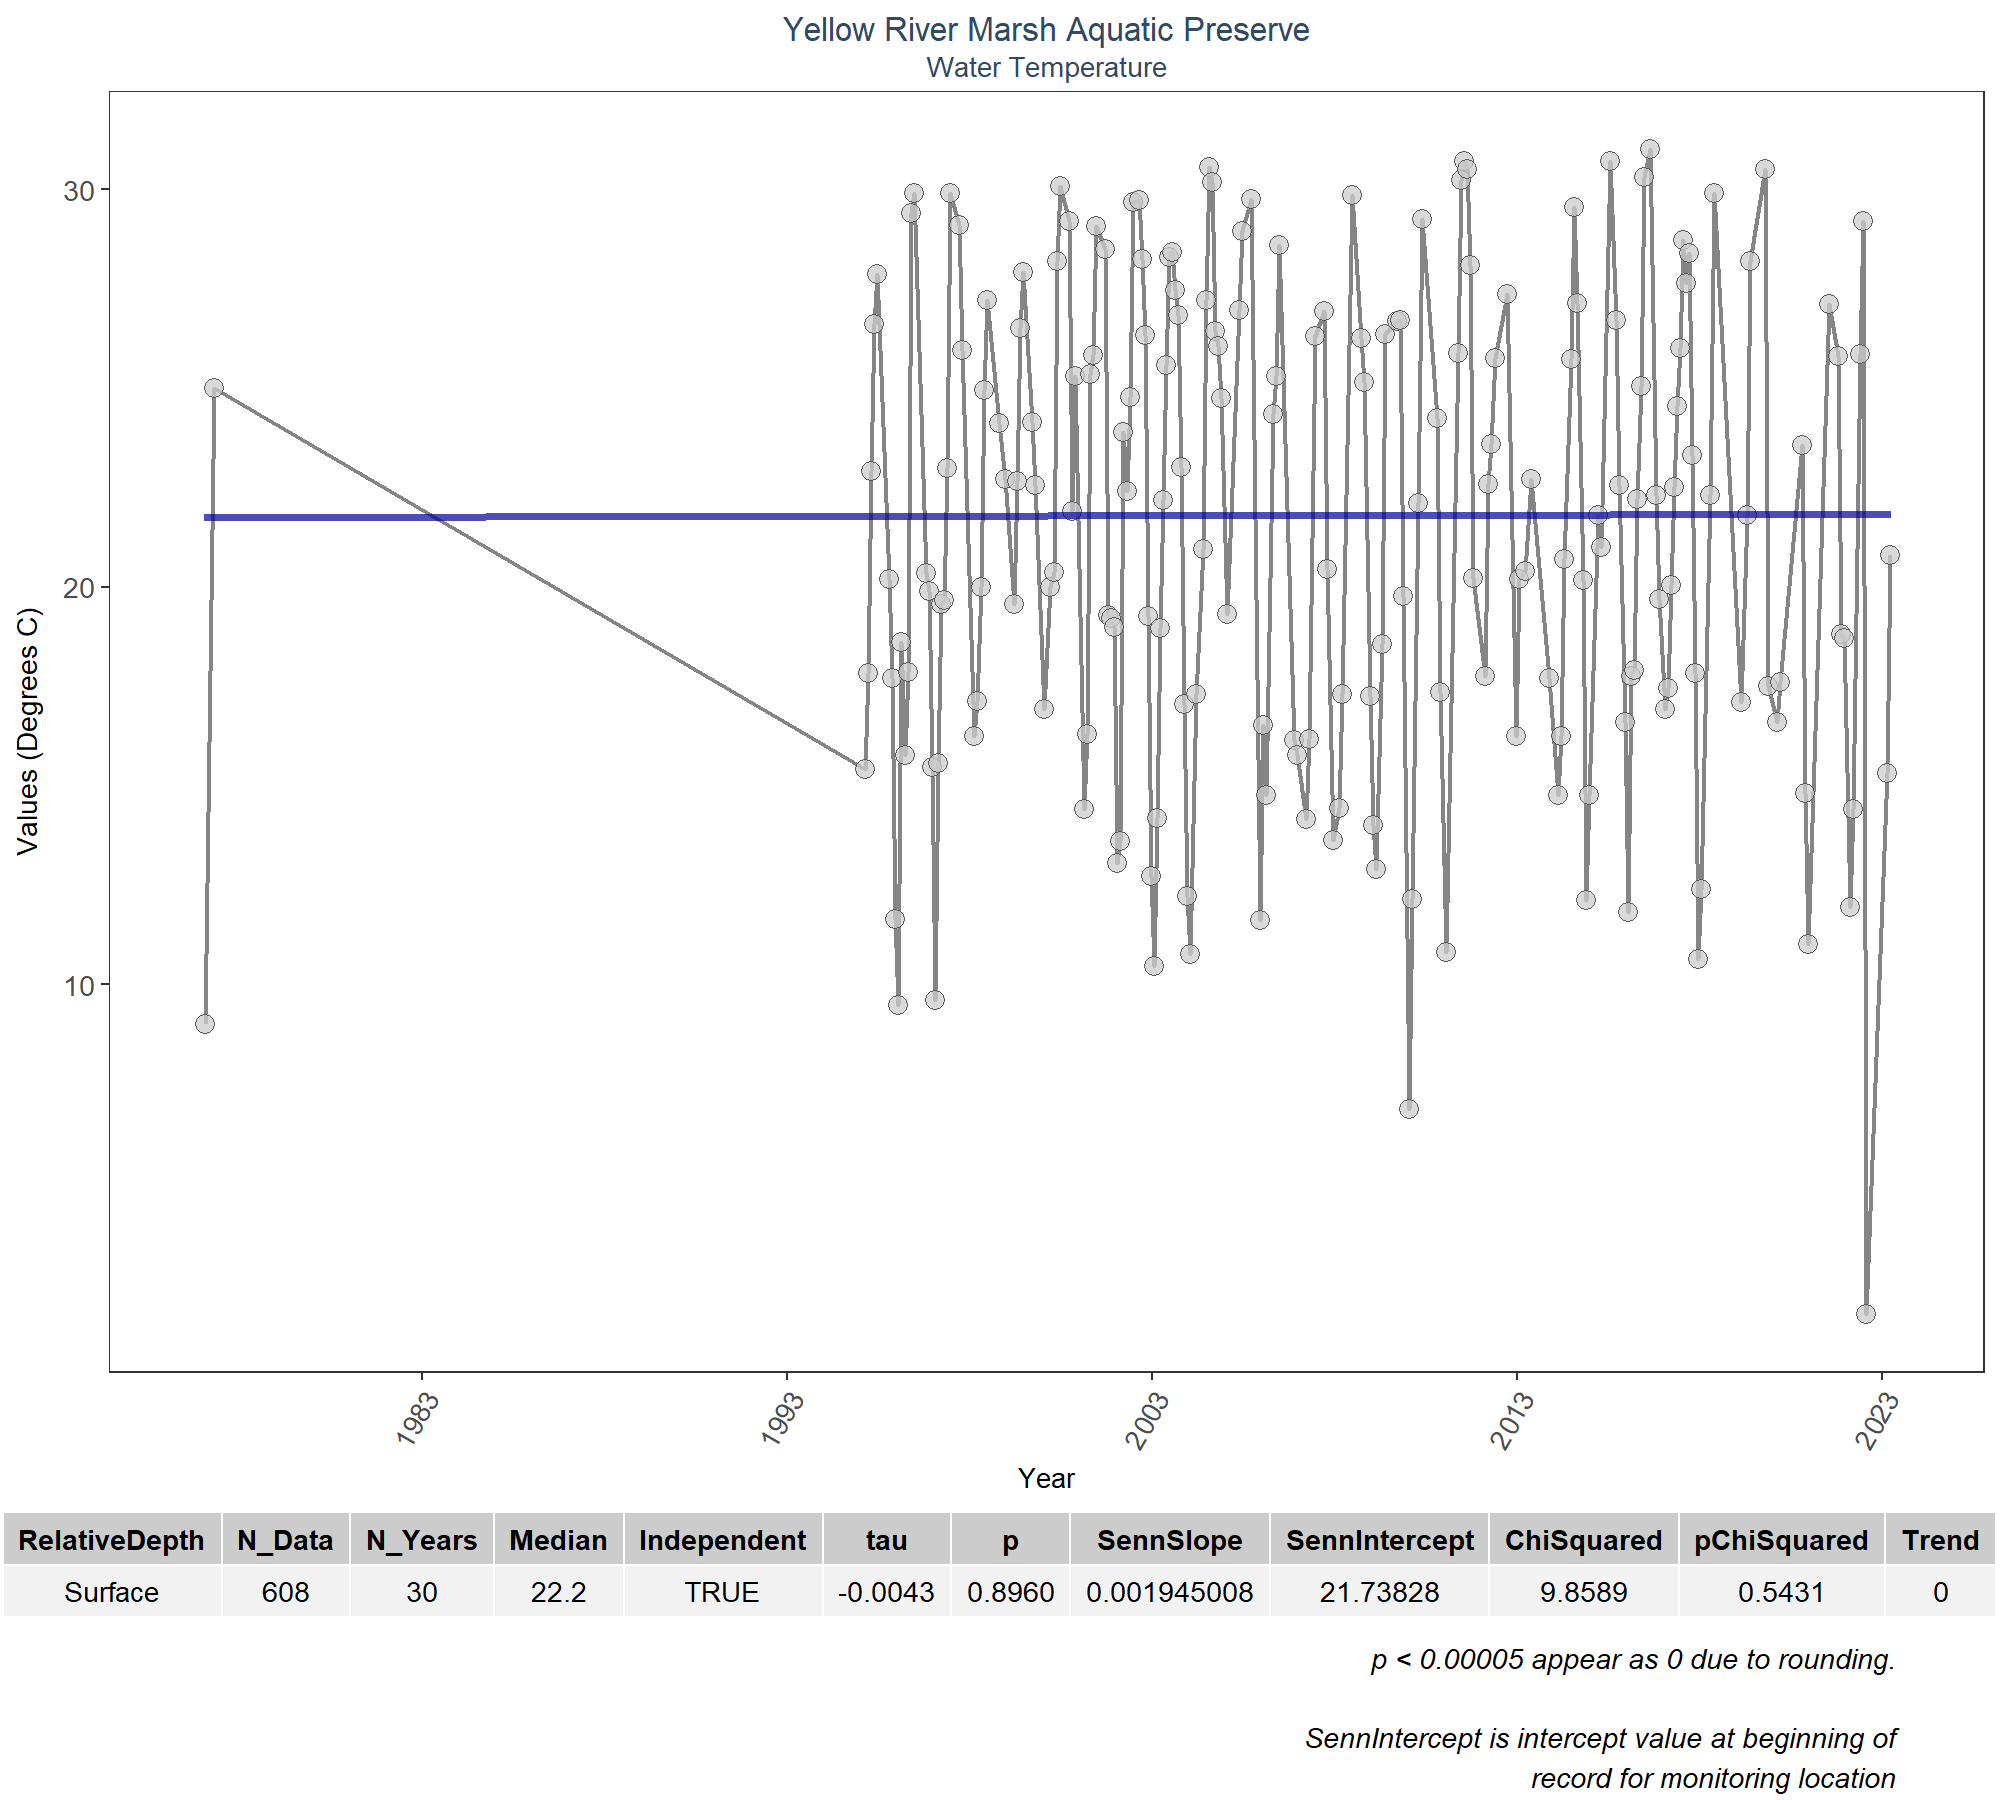 Yellow River Marsh Aquatic Preserve
Water Temperature
Values (Degrees C)
30
20
10
1983
1993
2003
2013
2023
Year
RelativeDepth N_Data N_Years Median Independent tau p SennSlope SennIntercept ChiSquared pChiSquared Trend
Surface 608 30 22.2 TRUE -0.0043 0.8960 0.001945008 21.73828 9.8589 0.5431 0
p < 0.00005 appear as 0 due to rounding.
SennIntercept is intercept value at beginning of
record for monitoring location